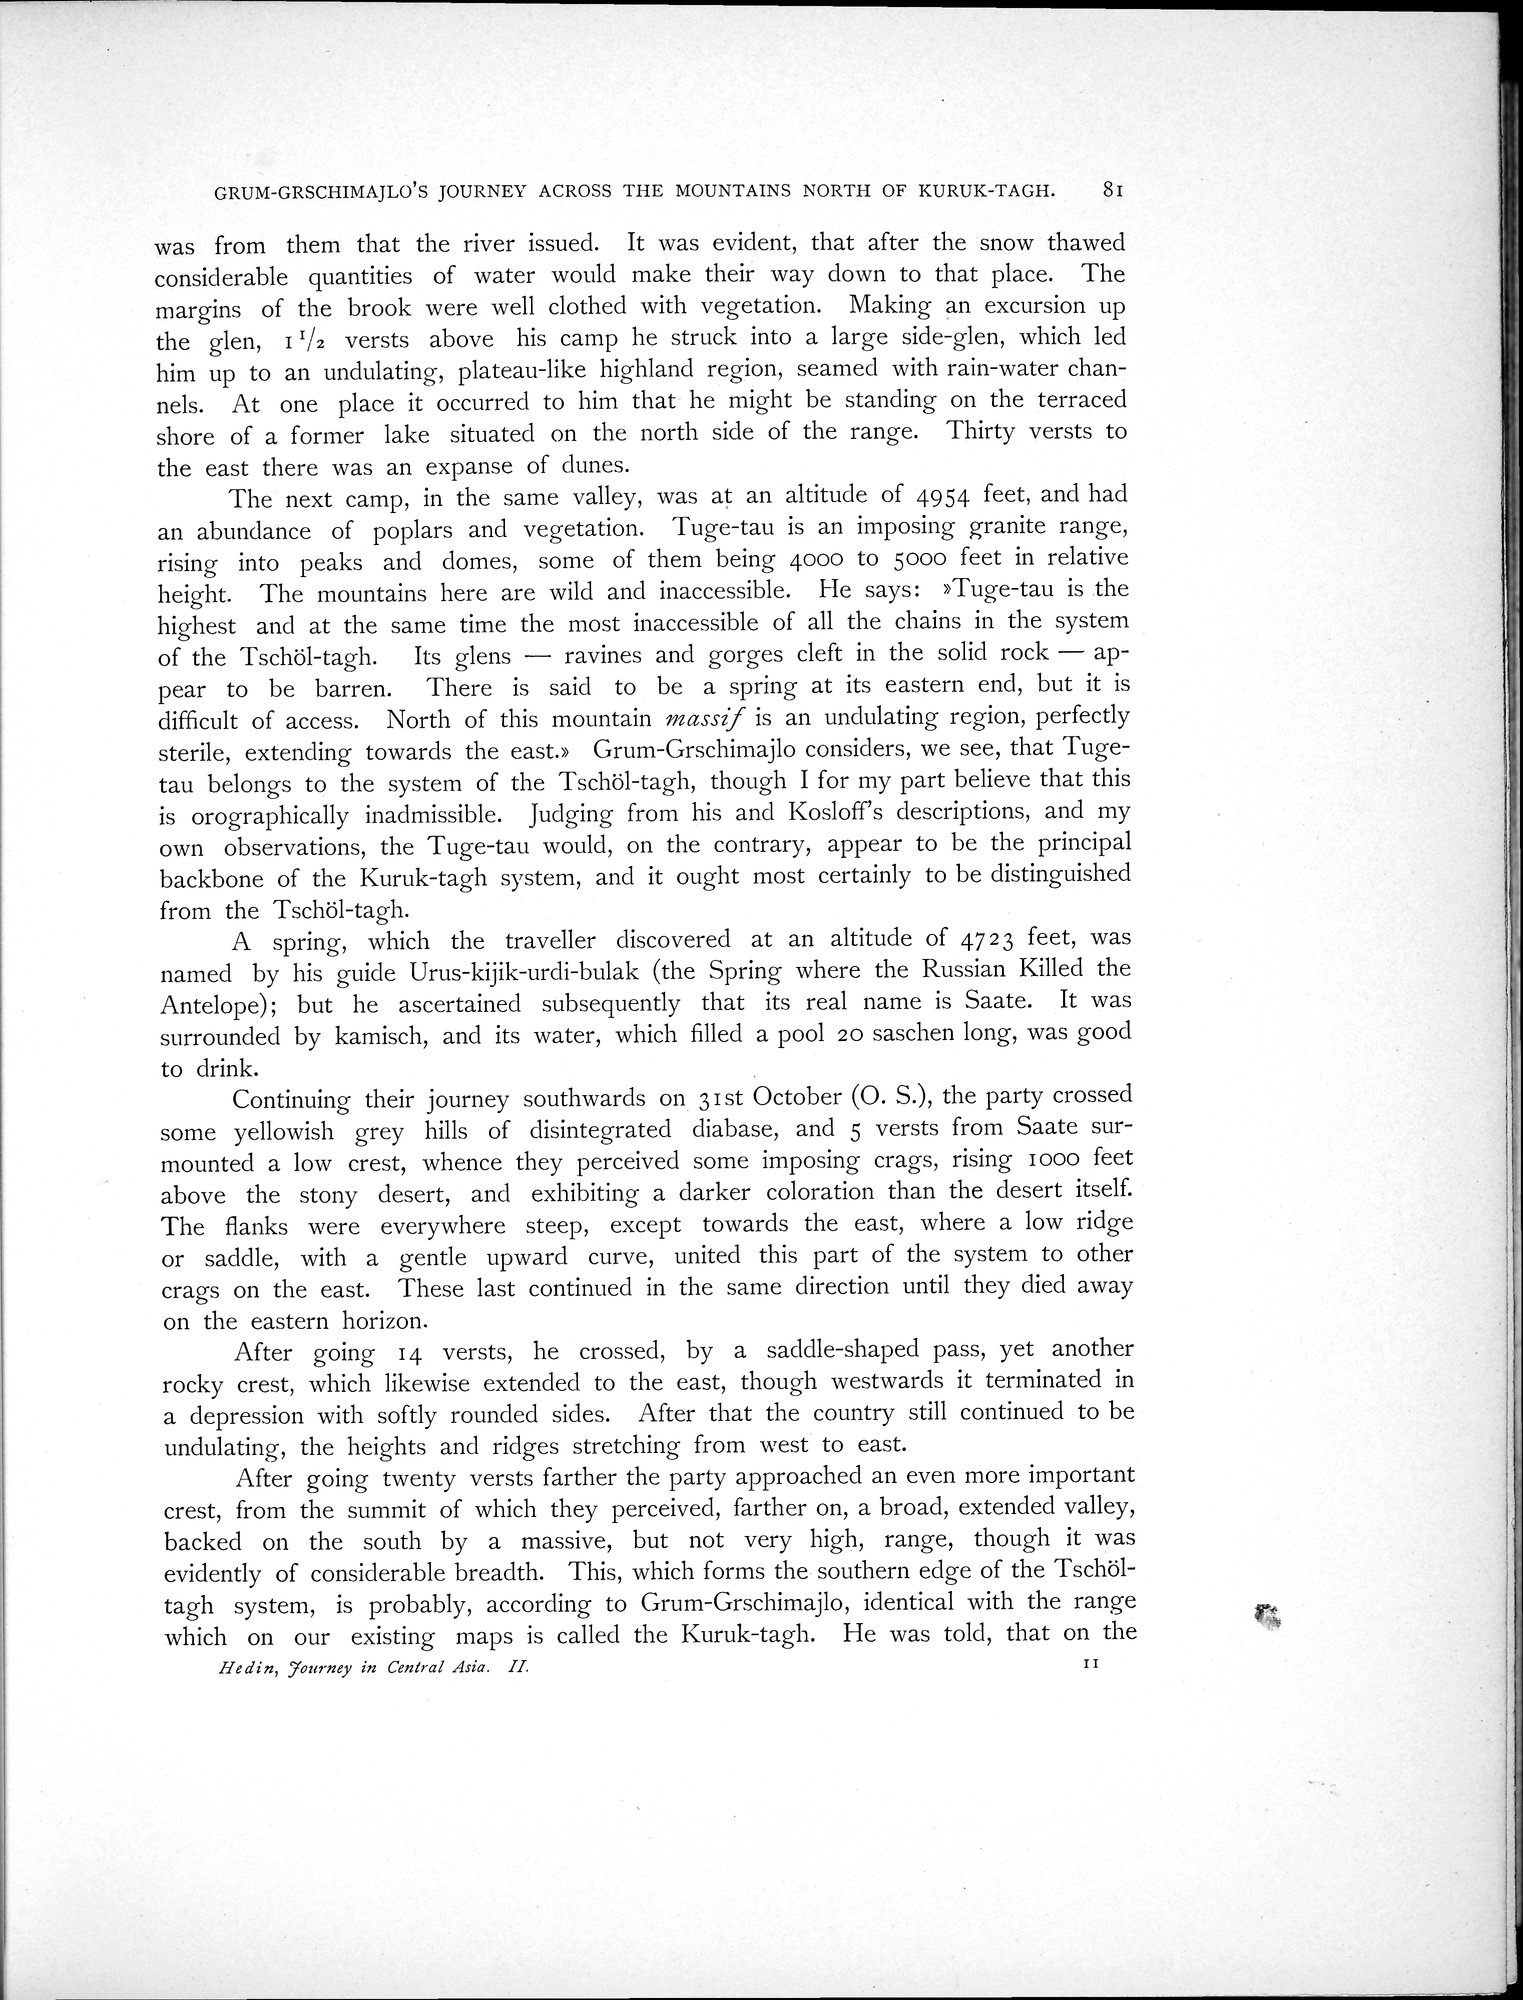 GRUM-GRSCHIMAJLO'S JOURNEY ACROSS THE MOUNTAINS NORTH OF KURUK-TAGH. 81
was from them that the river issued. It was evident, that after the snow thawed
considerable quantities of water would make their way down to that place. The
margins of the brook were well clothed with vegetation. Making an excursion up
the glen, 1 1/2 versts above his camp he struck into a large side-glen, which led
him up to an undulating, plateau-like highland region, seamed with rain-water chan-
nels. At one place it occurred to him that he might be standing on the terraced
shore of a former lake situated on the north side of the range. Thirty versts to
the east there was an expanse of dunes.
The next camp, in the same valley, was at an altitude of 4954 feet, and had
an abundance of poplars and vegetation. Tuge-tau is an imposing granite range,
rising into peaks and domes, some of them being 4000 to 5000 feet in relative
height. The mountains here are wild and inaccessible. He says: »Tuge-tau is the
highest and at the same time the most inaccessible of all the chains in the system
of the Tschöl-tagh. Its glens — ravines and gorges cleft in the solid rock — ap-
pear to be barren. There is said to be a spring at its eastern end, but it is
difficult of access. North of this mountain massif is an undulating region, perfectly
sterile, extending towards the east.» Grum-Grschimajlo considers, we see, that Tuge-
tau belongs to the system of the Tschöl-tagh, though I for my part believe that this
is orographically inadmissible. Judging from his and Kosloff's descriptions, and my
own observations, the Tuge-tau would, on the contrary, appear to be the principal
backbone of the Kuruk-tagh system, and it ought most certainly to be distinguished
from the Tschöl-tagh.
A spring, which the traveller discovered at an altitude of 4723 feet, was
named by his guide Urus-kijik-urdi-bulak (the Spring where the Russian Killed the
Antelope); but he ascertained subsequently that its real name is Saate. It was
surrounded by kamisch, and its water, which filled a pool 20 saschen long, was good
to drink.
Continuing their journey southwards on 31st October (O. S.), the party crossed
some yellowish grey hills of disintegrated diabase, and 5 versts from Saate sur-
mounted a low crest, whence they perceived some imposing crags, rising 1000 feet
above the stony desert, and exhibiting a darker coloration than the desert itself.
The flanks were everywhere steep, except towards the east, where a low ridge
or saddle, with a gentle upward curve, united this part of the system to other
crags on the east. These last continued in the same direction until they died away
on the eastern horizon.
After going 14 versts, he crossed, by a saddle-shaped pass, yet another
rocky crest, which likewise extended to the east, though westwards it terminated in
a depression with softly rounded sides. After that the country still continued to be
undulating, the heights and ridges stretching from west to east.
After going twenty versts farther the party approached an even more important
crest, from the summit of which they perceived, farther on, a broad, extended valley,
backed on the south by a massive, but not very high, range, though it was
evidently of considerable breadth. This, which forms the southern edge of the Tschöl-
tagh system, is probably, according to Grum-Grschimajlo, identical with the range
which on our existing maps is called the Kuruk-tagh. He was told, that on the
Hedin, Journey in Central Asia. II. 11